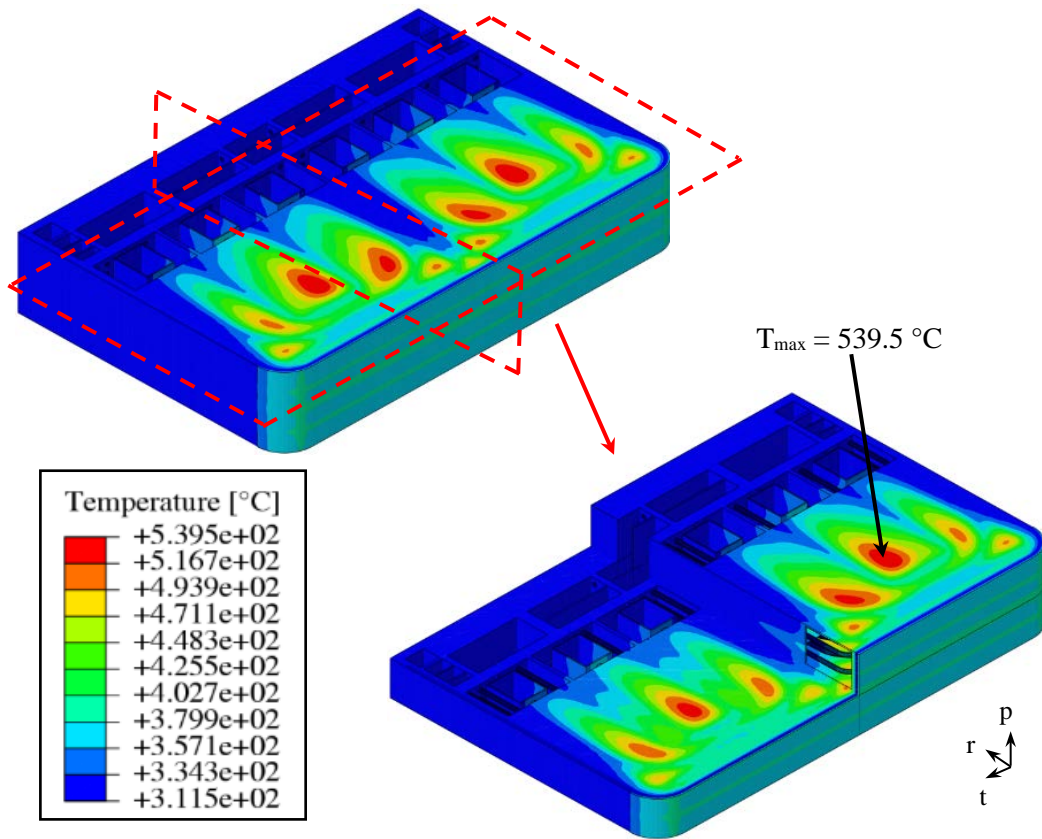 T_max = 539.5 °C
Temperature [°C]
+5.395e+02
+5.167e+02
+4.939e+02
+4.711e+02
+4.483e+02
+4.255e+02
+4.027e+02
+3.799e+02
+3.571e+02
+3.343e+02
+3.115e+02
p
r
t